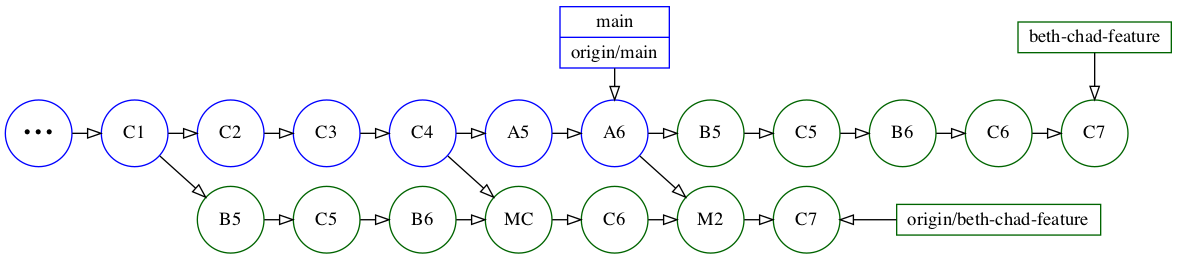 main
origin/main
beth-chad-feature
••• C1 C2 C3 C4 A5 A6 B5 C5 B6 C6 C7
B5 C5 B6 MC C6 M2 C7 origin/beth-chad-feature